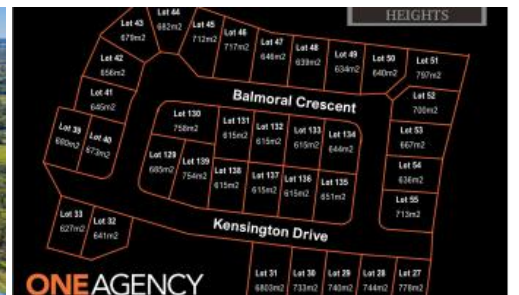 HEIGHTS
Lot 44
682m2
Lot 43
679m2
Lot 45
712m2
Lot 46
717m2
Lot 47
646m2
Lot 48
639m2
Lot 49
634m2
Lot 50
640m2
Lot 51
797m2
Lot 42
656m2
Lot 41
645m2
Lot 52
700m2
Balmoral Crescent
Lot 39
660m2
Lot 40
673m2
Lot 130
758m2
Lot 131
615m2
Lot 132
615m2
Lot 133
615m2
Lot 134
644m2
Lot 53
667m2
Lot 129
685m2
Lot 139
754m2
Lot 138
615m2
Lot 137
615m2
Lot 136
615m2
Lot 135
651m2
Lot 54
636m2
Lot 55
713m2
Lot 33
627m2
Lot 32
641m2
Kensington Drive
Lot 31
6803m2
Lot 30
733m2
Lot 29
740m2
Lot 28
744m2
Lot 27
778m2
ONEAGENCY